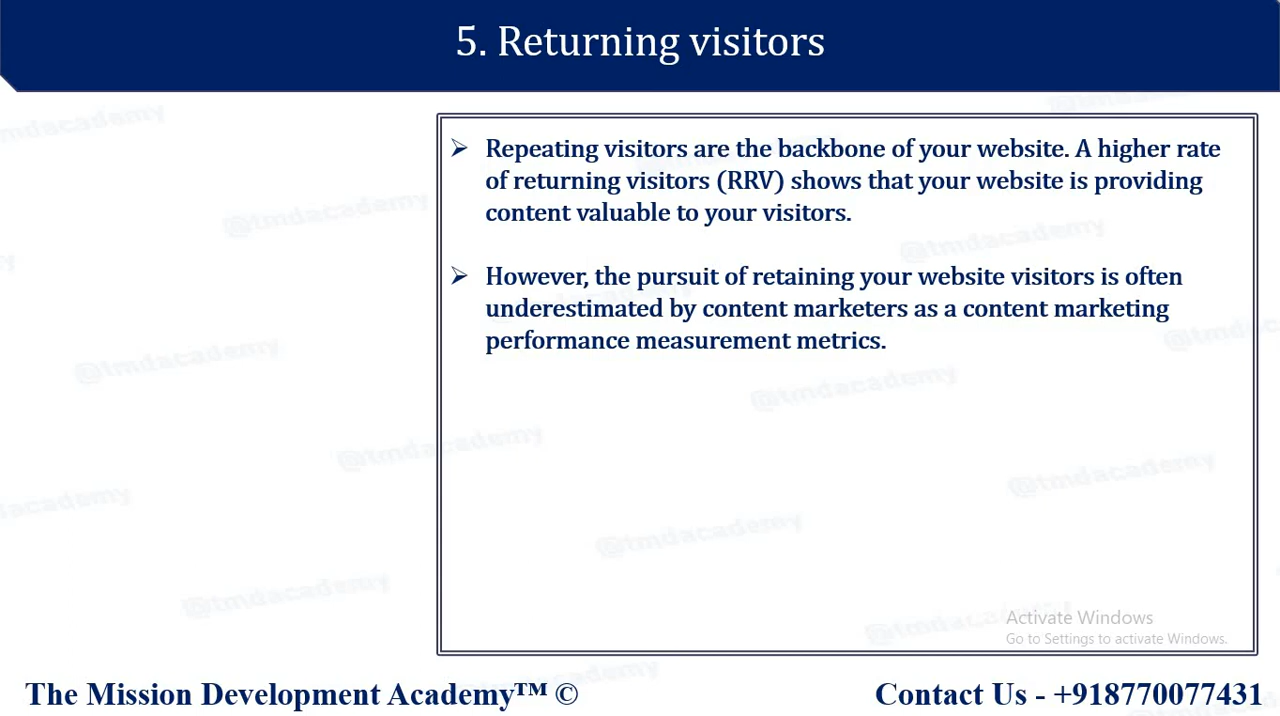 5. Returning visitors
➢ Repeating visitors are the backbone of your website. A higher rate
of returning visitors (RRV) shows that your website is providing
content valuable to your visitors.
➢ However, the pursuit of retaining your website visitors is often
underestimated by content marketers as a content marketing
performance measurement metrics.
@tmdacademy
Activate Windows
Go to Settings to activate Windows.
The Mission Development Academy™ ©
Contact Us - +918770077431